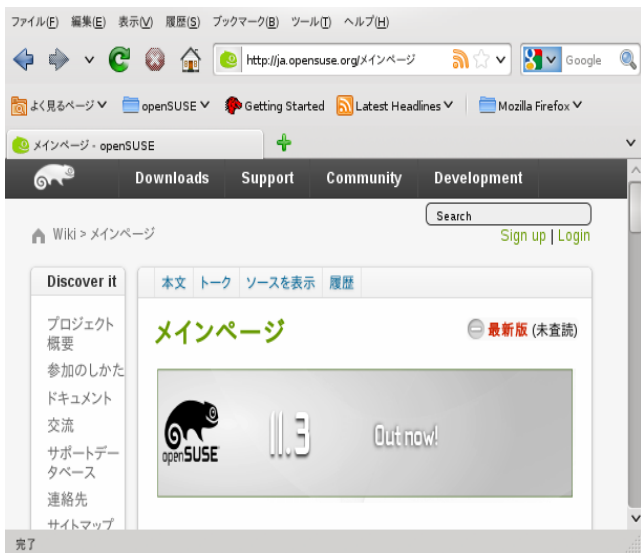 ファイル(F) 編集(E) 表示(V) 履歴(S) ブックマーク(B) ツール(T) ヘルプ(H)
http://ja.opensuse.org/メインページ Google
よく見るページ openSUSE Getting Started Latest Headlines Mozilla Firefox
メインページ - openSUSE
Downloads Support Community Development
Search
Wiki > メインページ
Sign up | Login
Discover it
本文 トーク ソースを表示 履歴
プロジェクト
概要
参加のしかた
ドキュメント
交流
サポートデー
タベース
連絡先
サイトマップ
メインページ
最新版 (未査読)
openSUSE
11.3 Out now!
完了